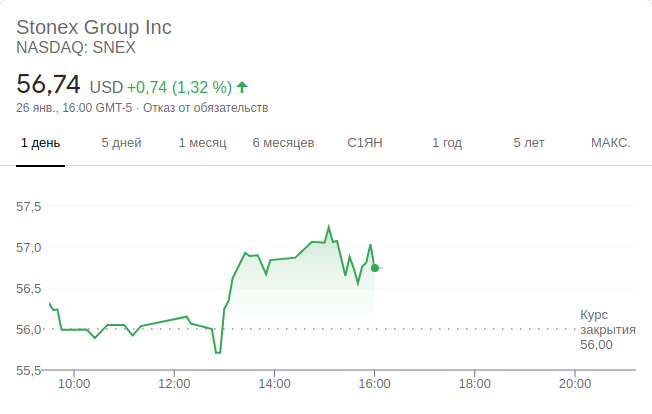 Stonex Group Inc
NASDAQ: SNEX
56,74 USD +0,74 (1,32 %)
26 янв., 16:00 GMT-5 · Отказ от обязательств
1 день 5 дней 1 месяц 6 месяцев С1ЯН 1 год 5 лет МАКС.
57,5
57,0
56,5
56,0
55,5
Курс
закрытия
56,00
10:00 12:00 14:00 16:00 18:00 20:00